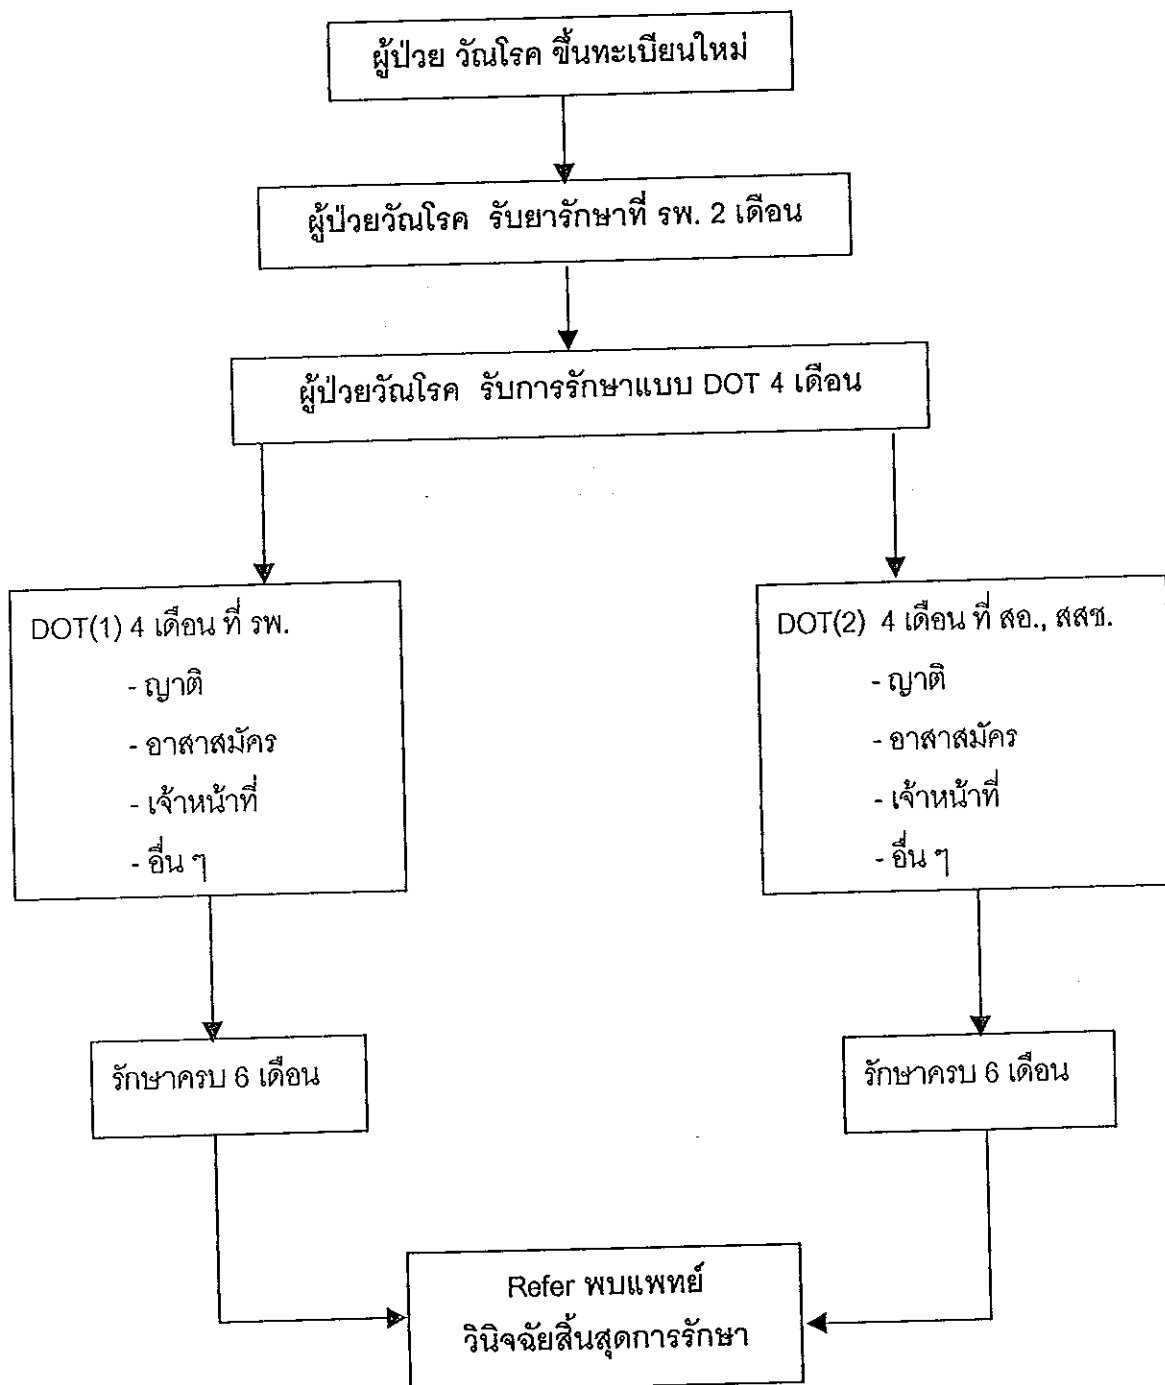 ผู้ป่วย วัณโรค ขึ้นทะเบียนใหม่
ผู้ป่วยวัณโรค รับยารักษาที่ รพ. 2 เดือน
ผู้ป่วยวัณโรค รับการรักษาแบบ DOT 4 เดือน
DOT(1) 4 เดือน ที่ รพ.
- ญาติ
- อาสาสมัคร
- เจ้าหน้าที่
- อื่น ๆ
DOT(2) 4 เดือน ที่ สอ., สสช.
- ญาติ
- อาสาสมัคร
- เจ้าหน้าที่
- อื่น ๆ
รักษาครบ 6 เดือน
รักษาครบ 6 เดือน
Refer พบแพทย์
วินิจฉัยสิ้นสุดการรักษา